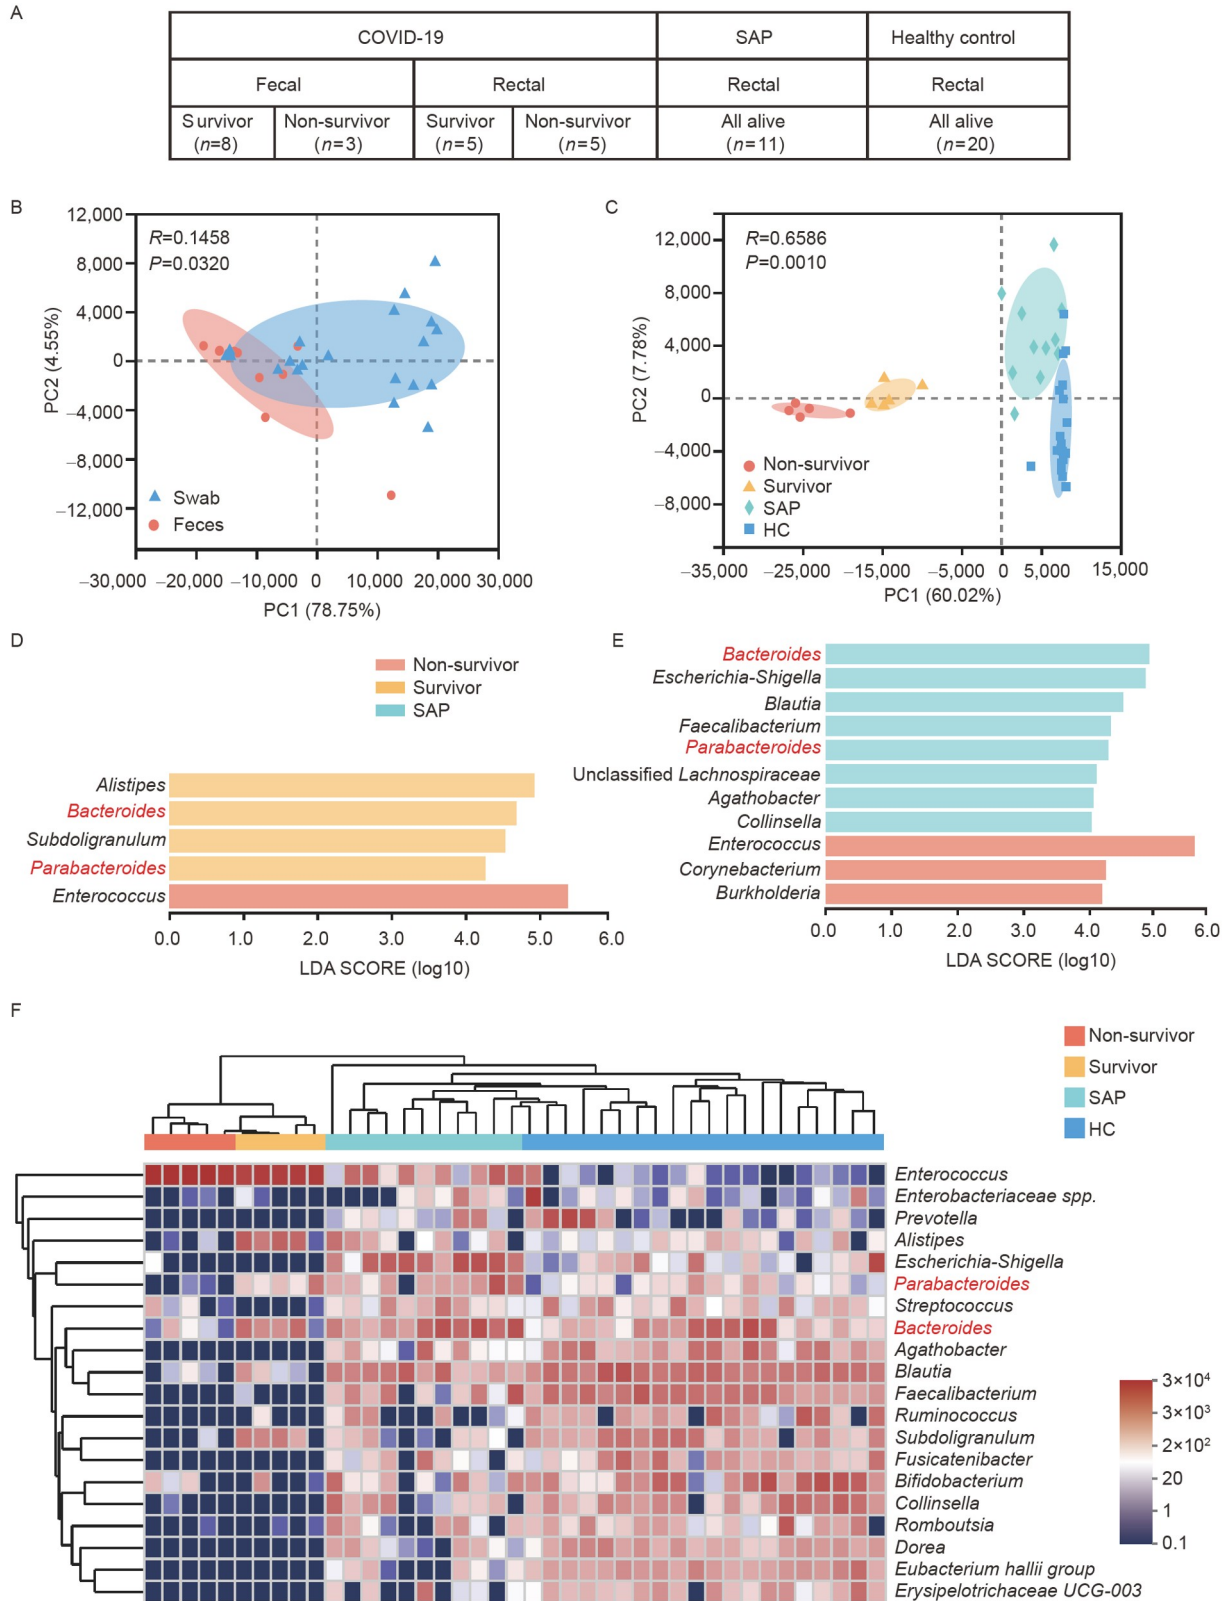 A
COVID-19 SAP Healthy control
Fecal Rectal Rectal Rectal
Survivor Non-survivor Survivor Non-survivor All alive All alive
(n=8) (n=3) (n=5) (n=5) (n=11) (n=20)
B
12,000
8,000
4,000
0
−4,000
−8,000
−12,000
PC2 (4.55%)
R=0.1458
P=0.0320
Swab
Feces
−30,000 −20,000 −10,000 0 10,000 20,000 30,000
PC1 (78.75%)
C
12,000
8,000
4,000
0
−4,000
−8,000
PC2 (7.78%)
R=0.6586
P=0.0010
Non-survivor
Survivor
SAP
HC
−35,000 −25,000 −15,000 −5,000 0 5,000 15,000
PC1 (60.02%)
D
Non-survivor
Survivor
SAP
Alistipes
Bacteroides
Subdoligranulum
Parabacteroides
Enterococcus
0.0 1.0 2.0 3.0 4.0 5.0 6.0
LDA SCORE (log10)
E
Bacteroides
Escherichia-Shigella
Blautia
Faecalibacterium
Parabacteroides
Unclassified Lachnospiraceae
Agathobacter
Collinsella
Enterococcus
Corynebacterium
Burkholderia
0.0 1.0 2.0 3.0 4.0 5.0 6.0
LDA SCORE (log10)
F
Non-survivor
Survivor
SAP
HC
Enterococcus
Enterobacteriaceae spp.
Prevotella
Alistipes
Escherichia-Shigella
Parabacteroides
Streptococcus
Bacteroides
Agathobacter
Blautia
Faecalibacterium
Ruminococcus
Subdoligranulum
Fusicatenibacter
Bifidobacterium
Collinsella
Romboutsia
Dorea
Eubacterium hallii group
Erysipelotrichaceae UCG-003
3×10⁴
3×10³
2×10²
20
1
0.1